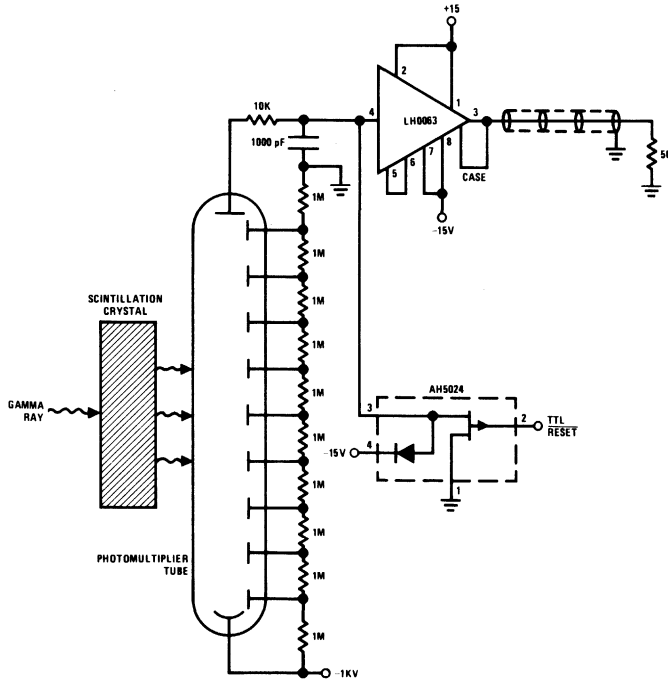 +15
2
10K
4
LH0063
1
3
1000 pF
8
7
6
5
CASE
1M
-15V
1M
1M
SCINTILLATION
CRYSTAL
1M
1M
AH5024
GAMMA
RAY
3
2
TTL
RESET
1M
4
-15V
1M
1
1M
PHOTOMULTIPLIER
TUBE
1M
1M
-1KV